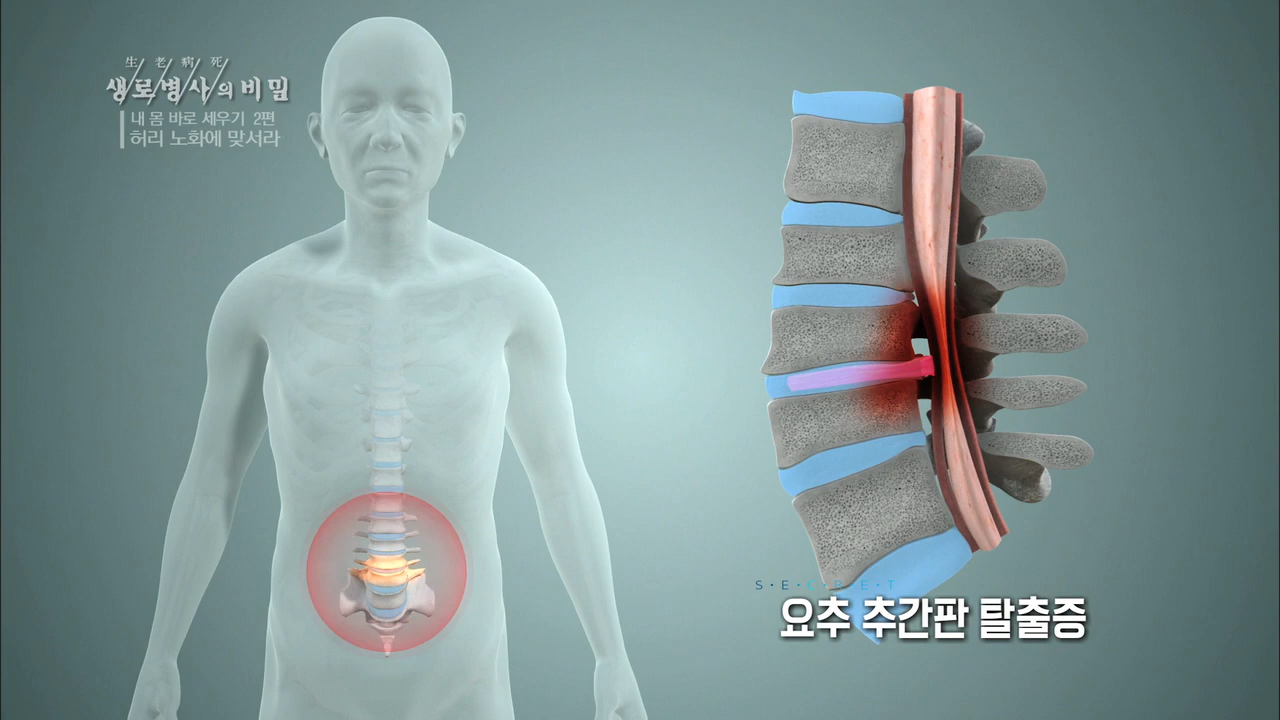 生老病死
생로병사의 비밀
내 몸 바로 세우기 2편
허리 노화에 맞서라
S·E·C·R·E·T
요추 추간판 탈출증